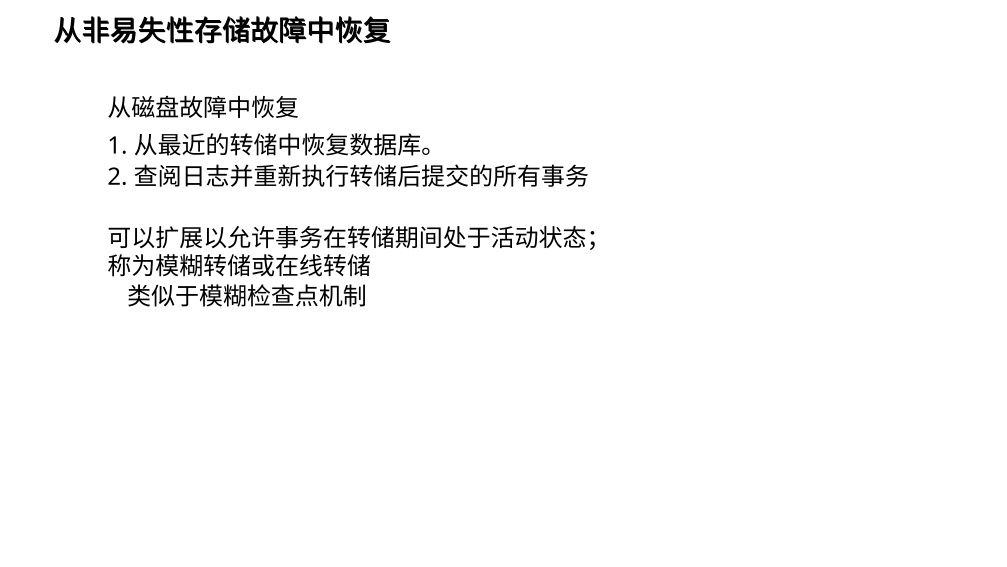 从非易失性存储故障中恢复
从磁盘故障中恢复
1. 从最近的转储中恢复数据库。
2. 查阅日志并重新执行转储后提交的所有事务
可以扩展以允许事务在转储期间处于活动状态；
称为模糊转储或在线转储
类似于模糊检查点机制